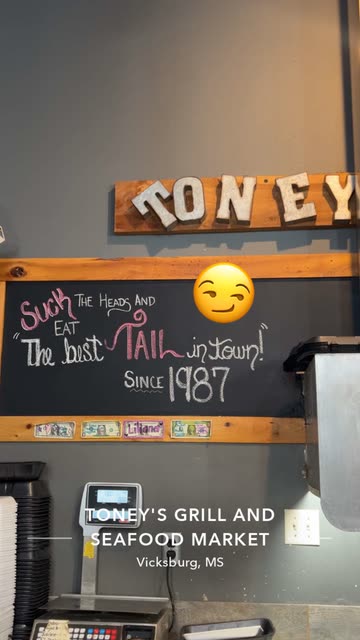 TONEY
Suck THE HEADS AND
EAT
"The best TAIL in town!"
SINCE 1987
Liliana
TONEY'S GRILL AND
SEAFOOD MARKET
Vicksburg, MS